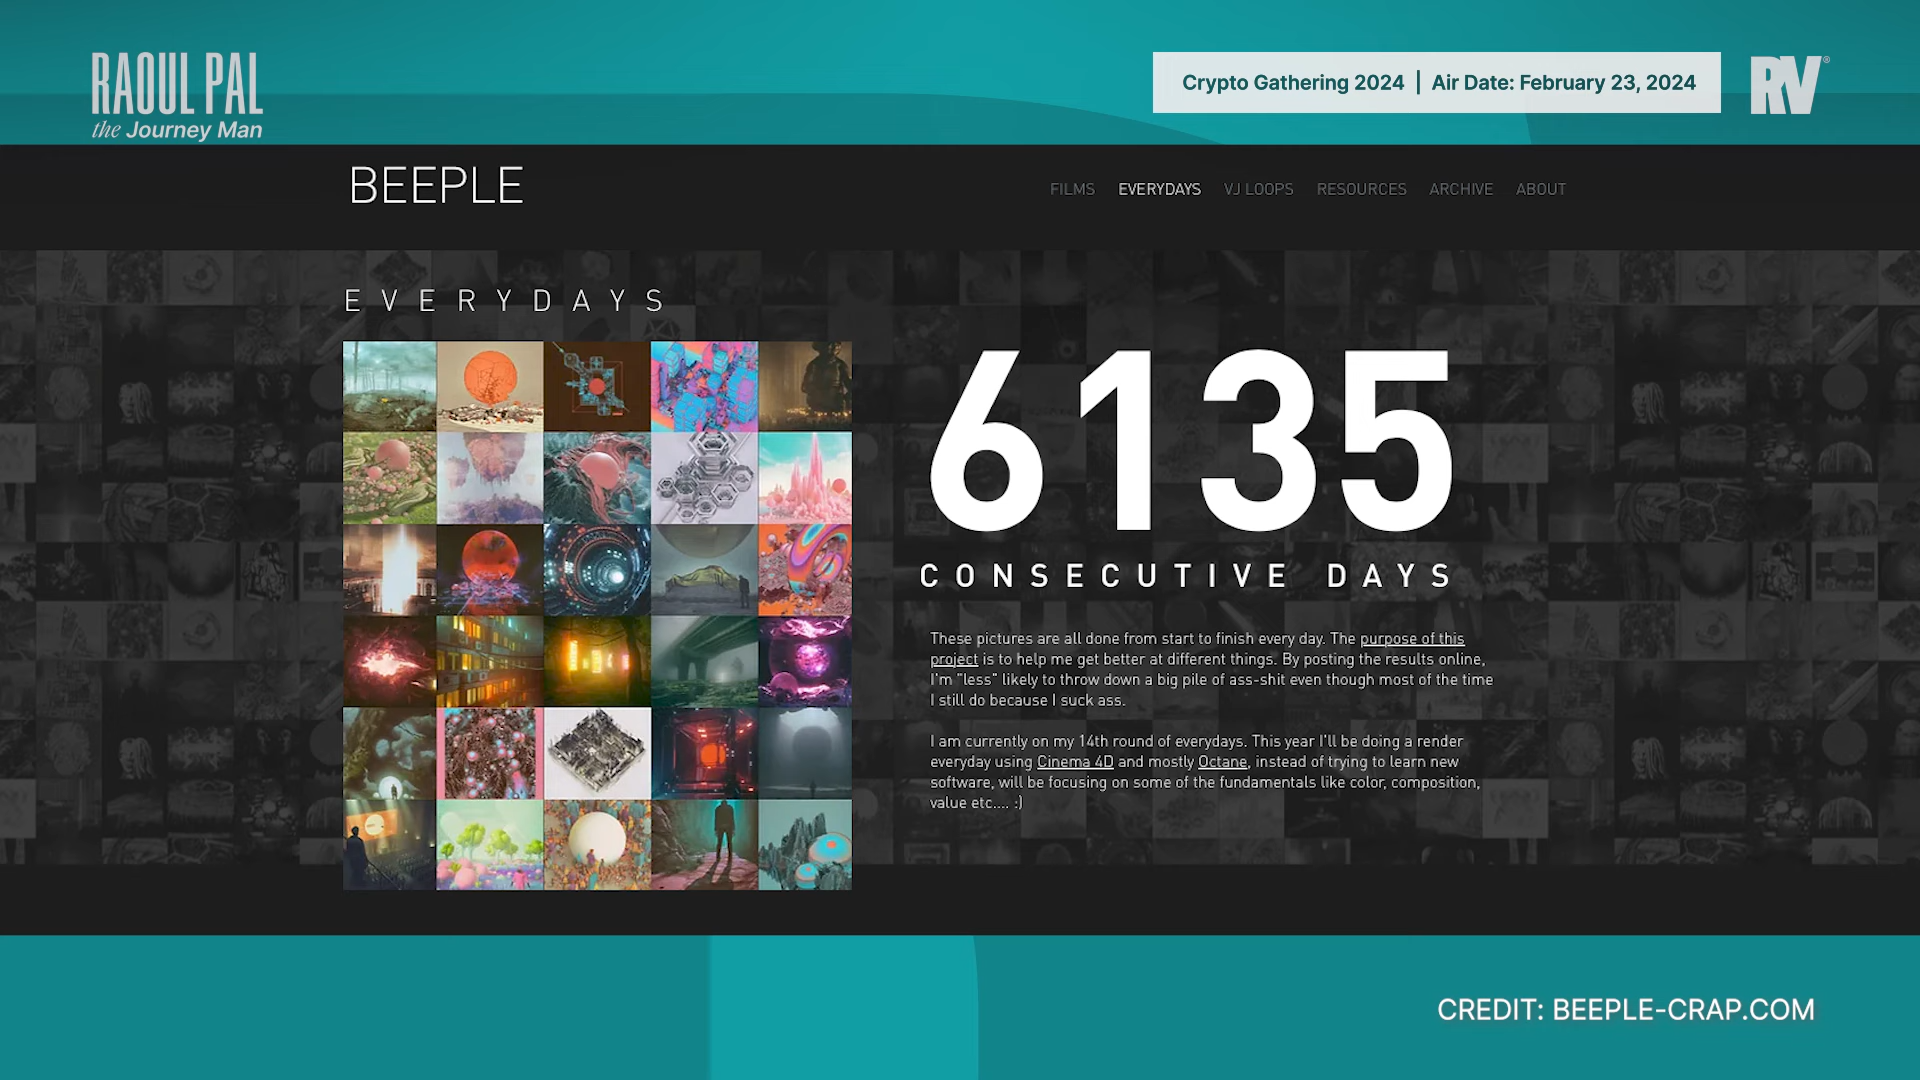 RAOUL PAL
the Journey Man
Crypto Gathering 2024 | Air Date: February 23, 2024
RV®
BEEPLE
FILMS EVERYDAYS VJ LOOPS RESOURCES ARCHIVE ABOUT
EVERYDAYS
6135
CONSECUTIVE DAYS
These pictures are all done from start to finish every day. The purpose of this
project is to help me get better at different things. By posting the results online,
I'm "less" likely to throw down a big pile of ass-shit even though most of the time
I still do because I suck ass.
I am currently on my 14th round of everydays. This year I'll be doing a render
everyday using Cinema 4D and mostly Octane, instead of trying to learn new
software, will be focusing on some of the fundamentals like color, composition,
value etc.... :)
CREDIT: BEEPLE-CRAP.COM